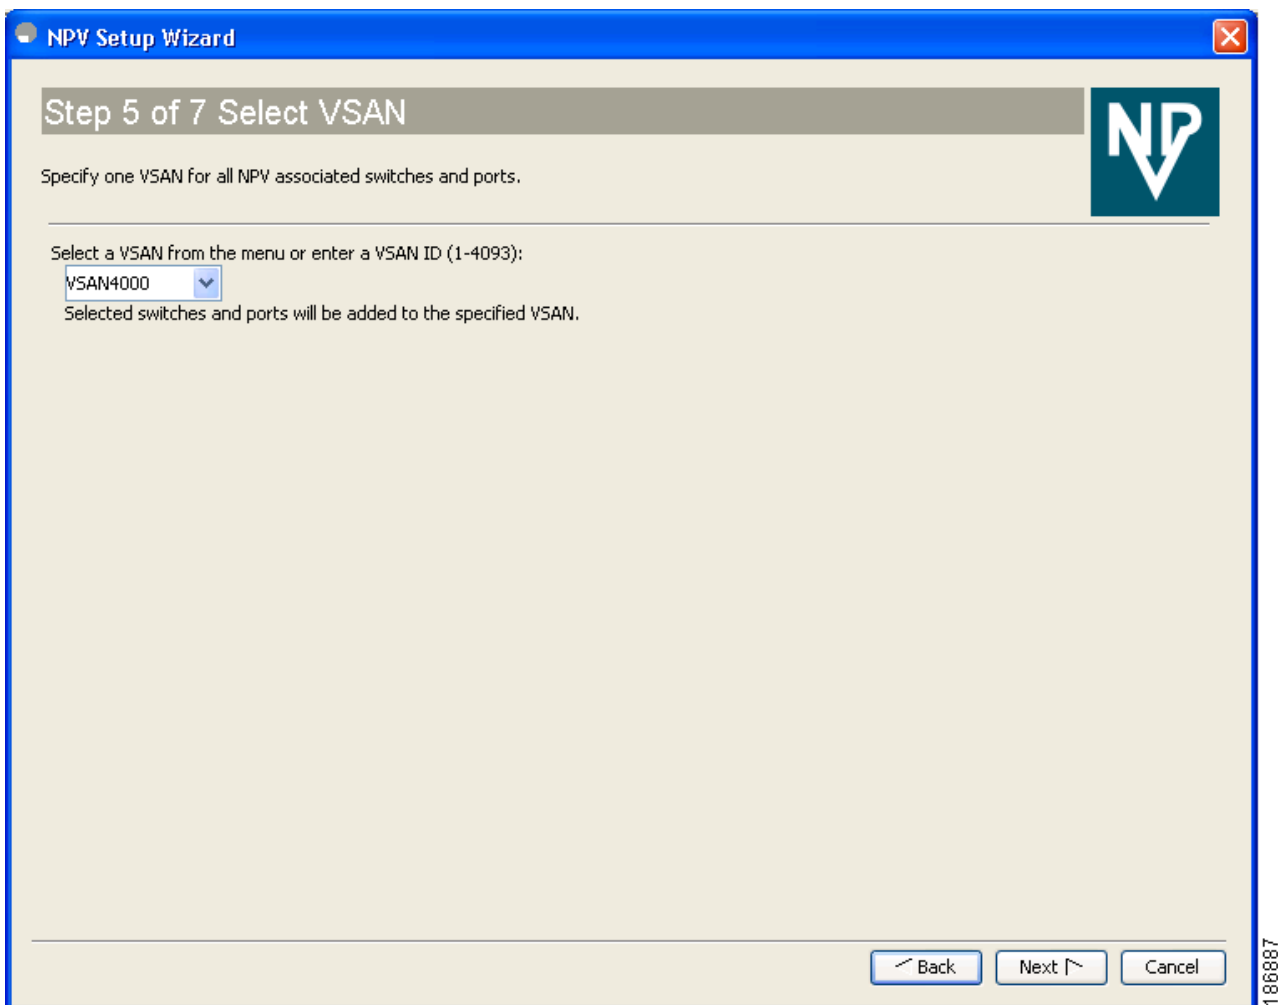 NPV Setup Wizard
Step 5 of 7 Select VSAN
NPV
Specify one VSAN for all NPV associated switches and ports.
Select a VSAN from the menu or enter a VSAN ID (1-4093):
VSAN4000
Selected switches and ports will be added to the specified VSAN.
Back
Next
Cancel
186887